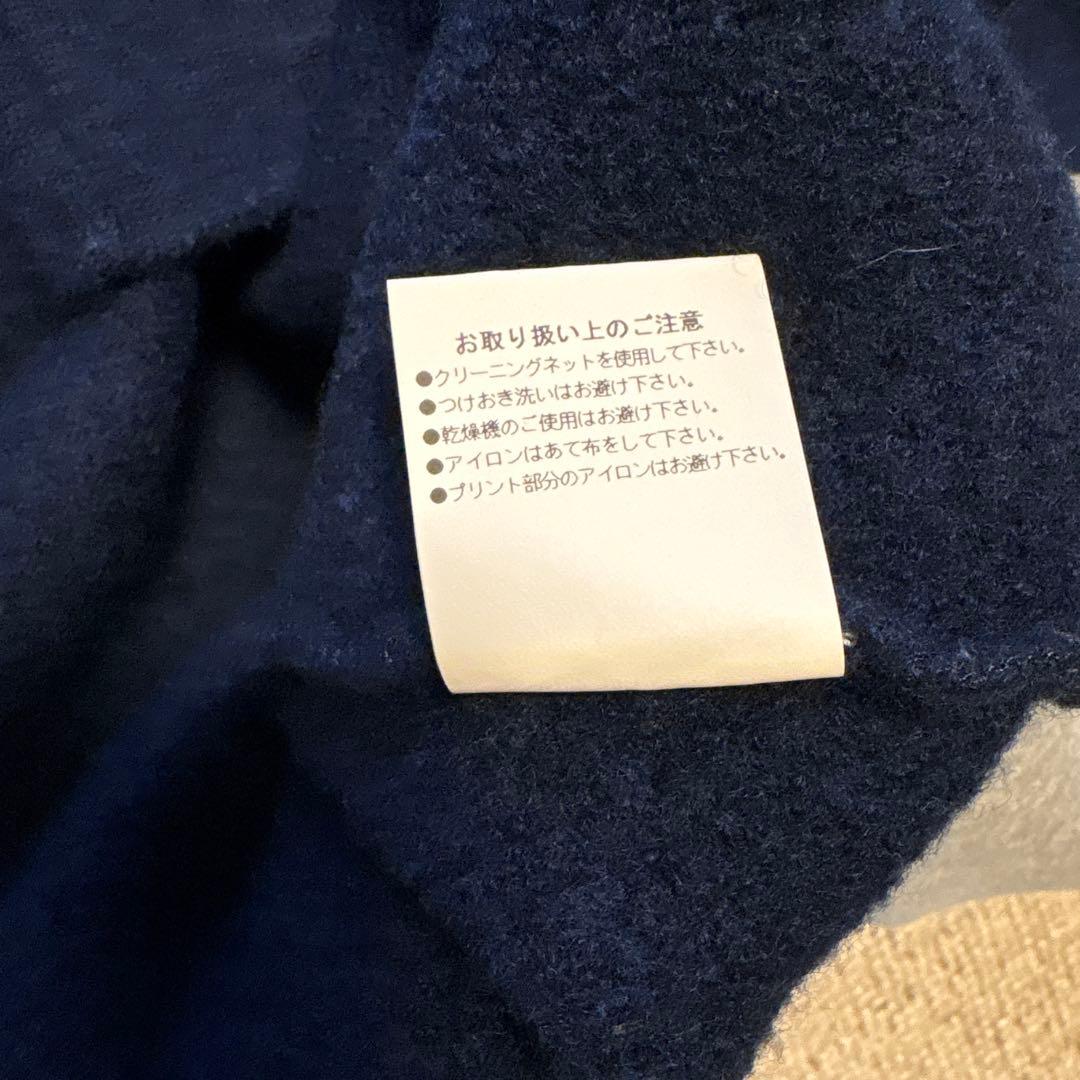 お取り扱い上のご注意
●クリーニングネットを使用して下さい。
●つけおき洗いはお避け下さい。
●乾燥機のご使用はお避け下さい。
●アイロンはあて布をして下さい。
●プリント部分のアイロンはお避け下さい。